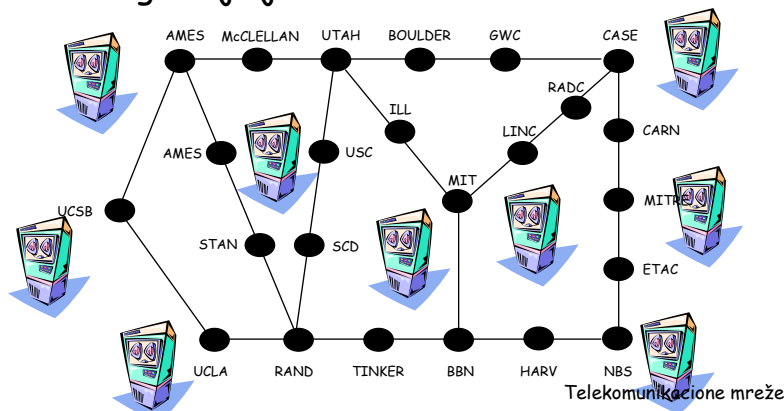 AMES McCLELLAN UTAH BOULDER GWC CASE
RADC
ILL
LINC
CARN
AMES
USC
MIT
UCSB
MITRE
STAN
SCD
ETAC
UCLA RAND TINKER BBN HARV NBS
Telekomunikacione mreže